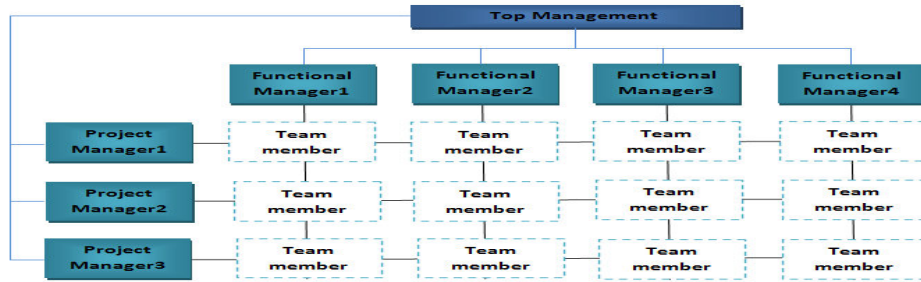 Top Management
Functional
Manager1
Functional
Manager2
Functional
Manager3
Functional
Manager4
Project
Manager1
Team
member
Team
member
Team
member
Team
member
Project
Manager2
Team
member
Team
member
Team
member
Team
member
Project
Manager3
Team
member
Team
member
Team
member
Team
member